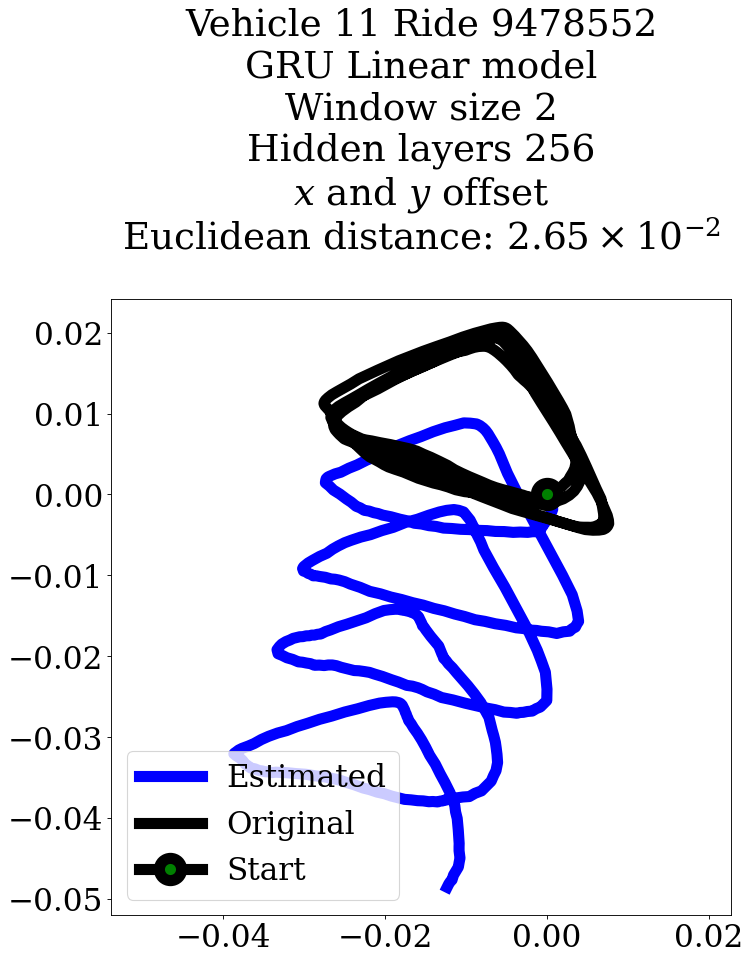 Vehicle 11 Ride 9478552
GRU Linear model
Window size 2
Hidden layers 256
x and y offset
Euclidean distance: 2.65 × 10⁻²
0.02
0.01
0.00
−0.01
−0.02
−0.03
−0.04
−0.05
Estimated
Original
Start
−0.04 −0.02 0.00 0.02